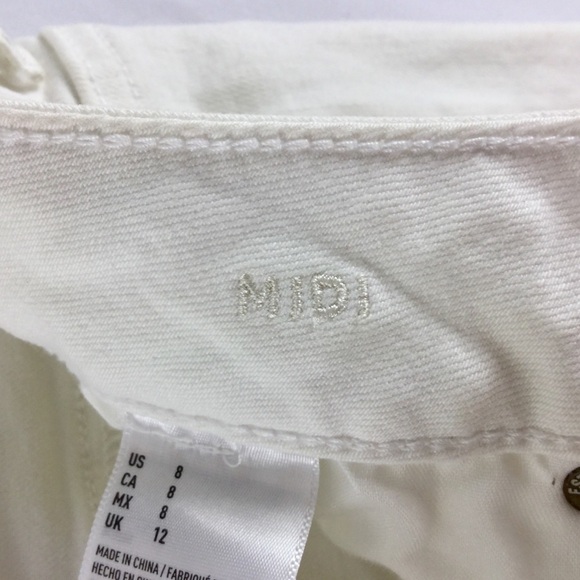 MIDI
US 8
CA 8
MX 8
UK 12
MADE IN CHINA / FABRIQUÉ
HECHO EN